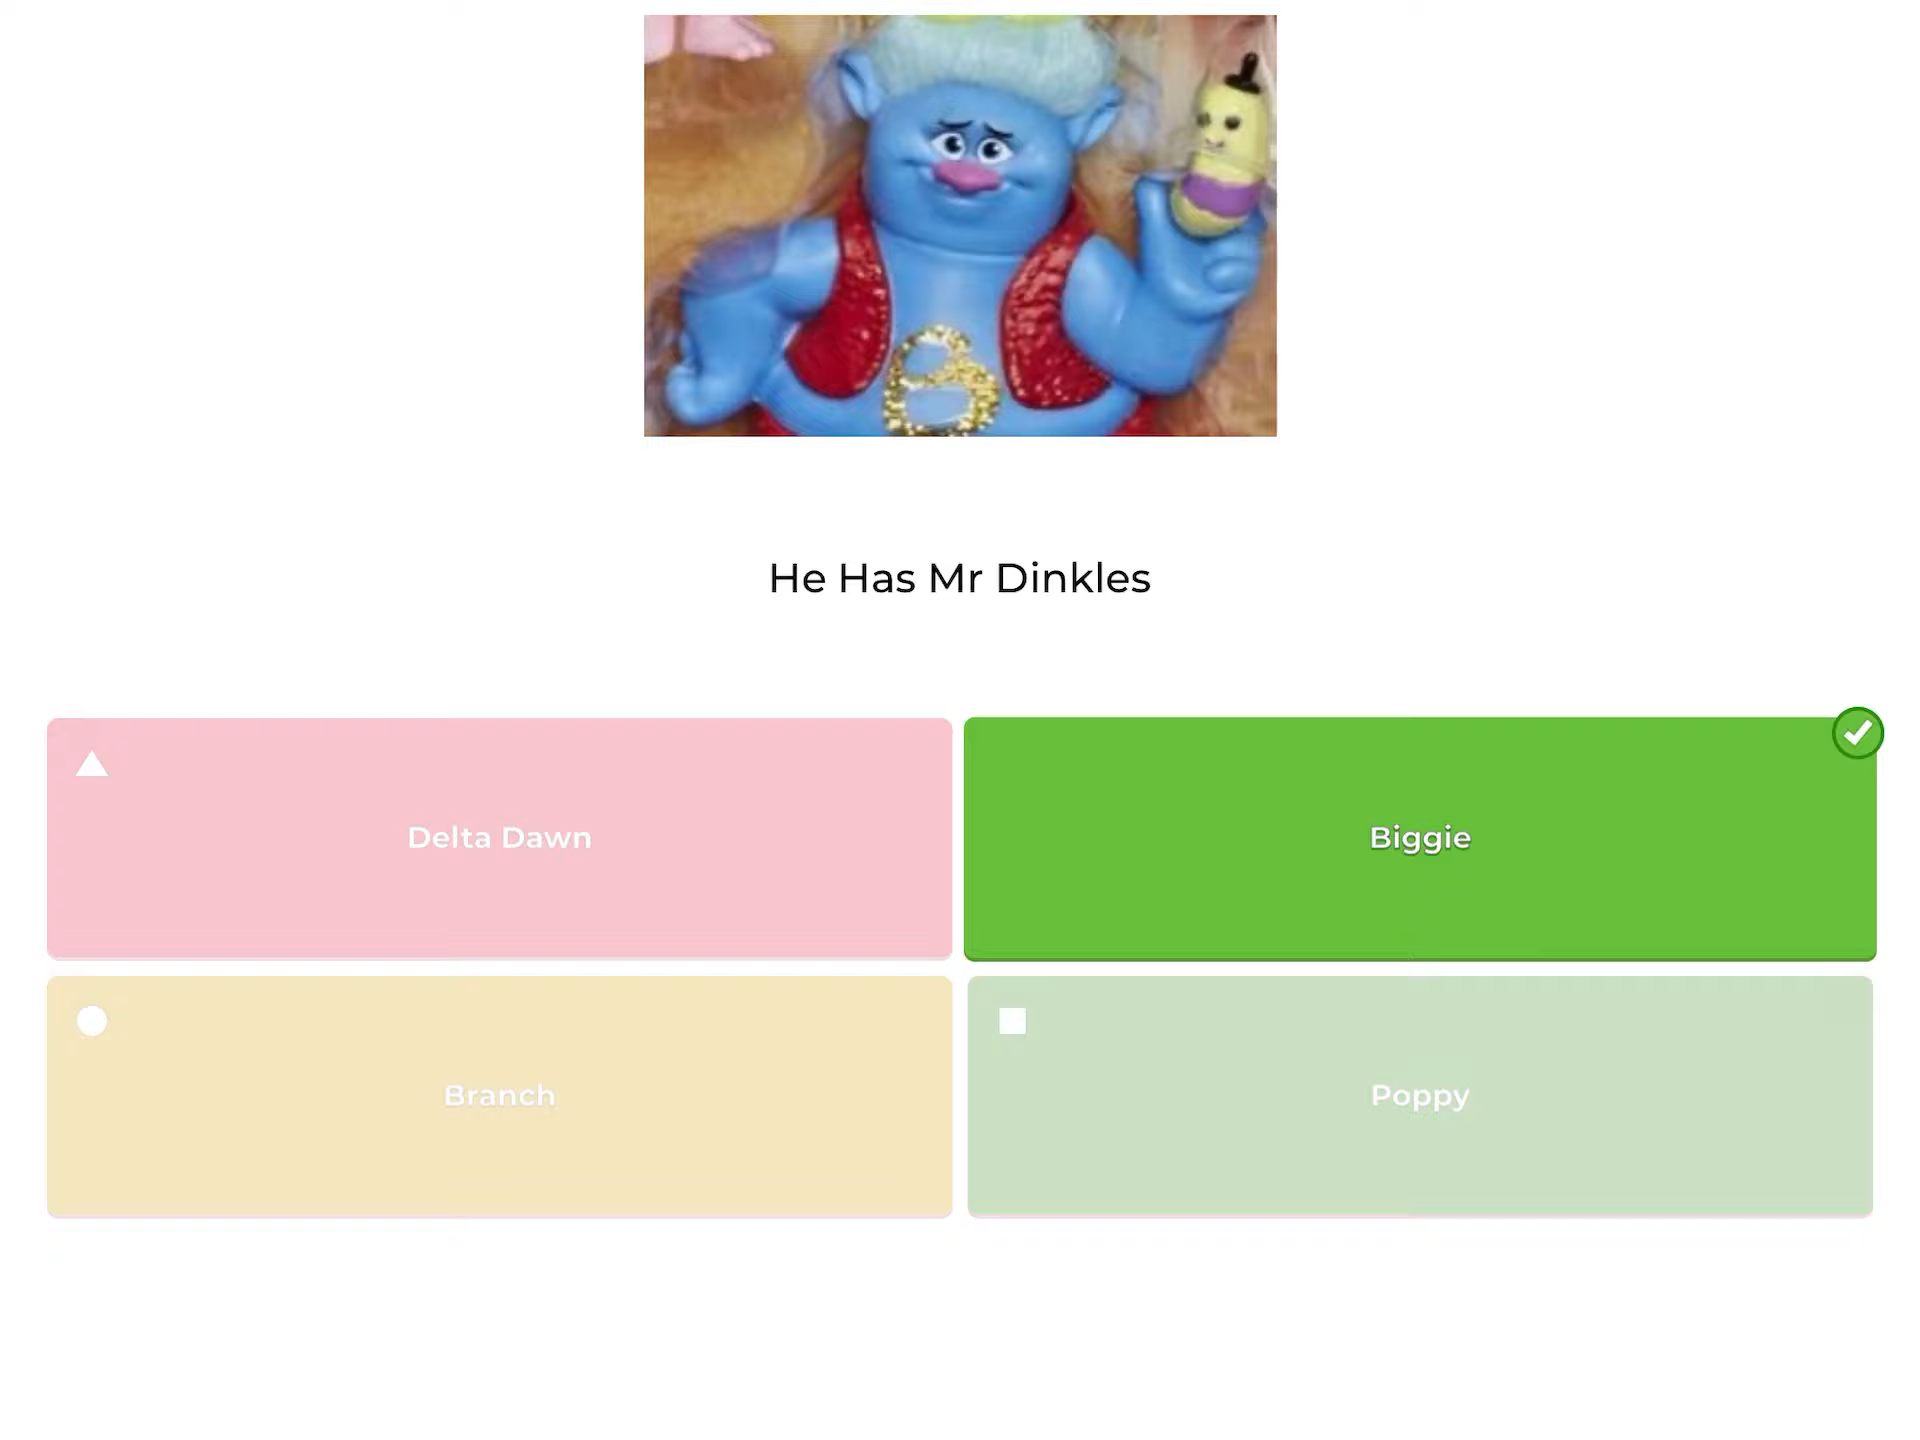 B
He Has Mr Dinkles
Delta Dawn
Biggie
Branch
Poppy